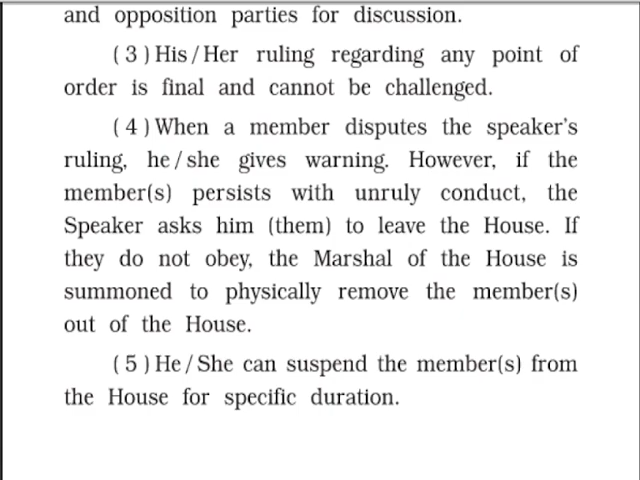 and opposition parties for discussion.
(3) His/Her ruling regarding any point of
order is final and cannot be challenged.
(4) When a member disputes the speaker's
ruling, he/she gives warning. However, if the
member(s) persists with unruly conduct, the
Speaker asks him (them) to leave the House. If
they do not obey, the Marshal of the House is
summoned to physically remove the member(s)
out of the House.
(5) He/She can suspend the member(s) from
the House for specific duration.